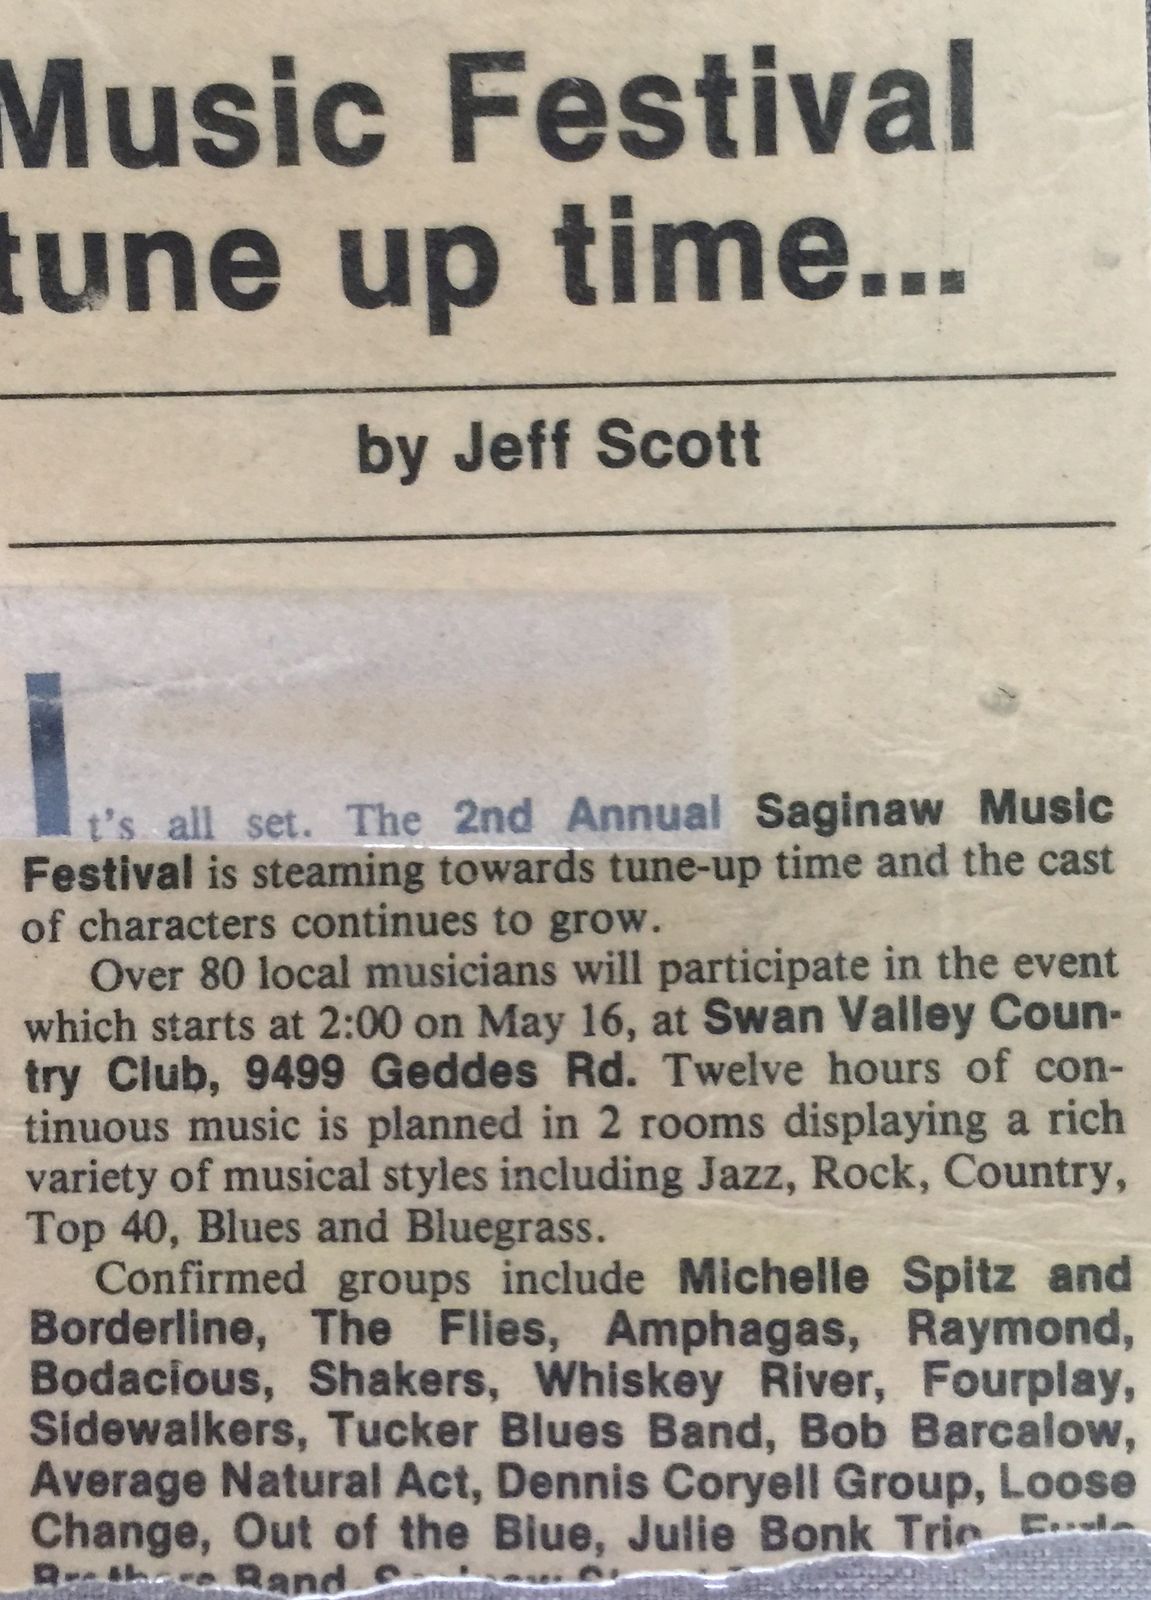 Music Festival
tune up time...
by Jeff Scott
It's all set. The 2nd Annual Saginaw Music
Festival is steaming towards tune-up time and the cast
of characters continues to grow.
Over 80 local musicians will participate in the event
which starts at 2:00 on May 16, at Swan Valley Coun-
try Club, 9499 Geddes Rd. Twelve hours of con-
tinuous music is planned in 2 rooms displaying a rich
variety of musical styles including Jazz, Rock, Country,
Top 40, Blues and Bluegrass.
Confirmed groups include Michelle Spitz and
Borderline, The Flies, Amphagas, Raymond,
Bodacious, Shakers, Whiskey River, Fourplay,
Sidewalkers, Tucker Blues Band, Bob Barcalow,
Average Natural Act, Dennis Coryell Group, Loose
Change, Out of the Blue, Julie Bonk Trio,
Brothers Band,